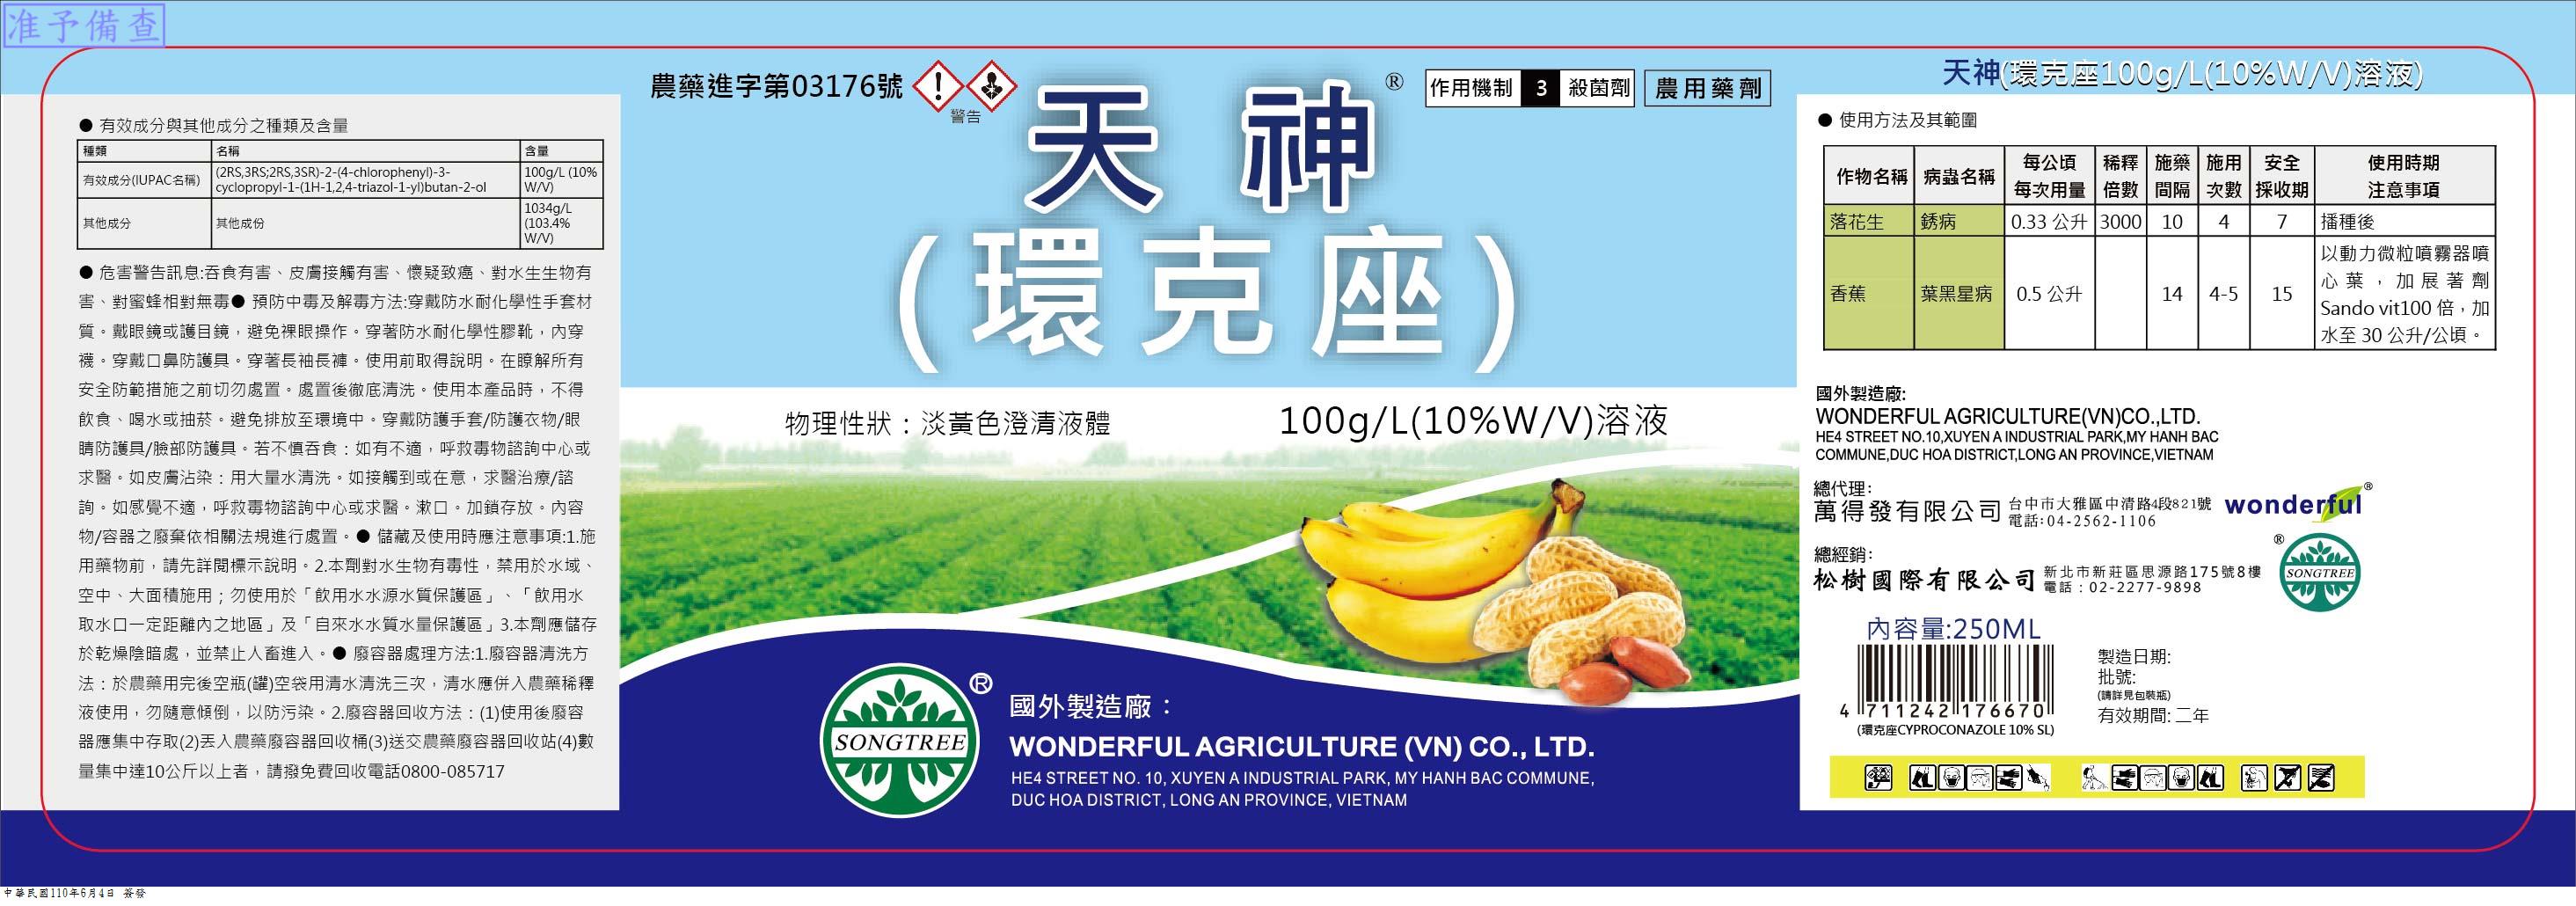 准予備查
農藥進字第03176號
警告
天神®
(環克座)
作用機制 3 殺菌劑 農用藥劑
物理性狀：淡黃色澄清液體
100g/L(10%W/V)溶液
® SONGTREE
國外製造廠：
WONDERFUL AGRICULTURE (VN) CO., LTD.
HE4 STREET NO. 10, XUYEN A INDUSTRIAL PARK, MY HANH BAC COMMUNE,
DUC HOA DISTRICT, LONG AN PROVINCE, VIETNAM
● 有效成分與其他成分之種類及含量
種類 名稱 含量
有效成分(IUPAC名稱) (2RS,3RS;2RS,3SR)-2-(4-chlorophenyl)-3-
cyclopropyl-1-(1H-1,2,4-triazol-1-yl)butan-2-ol
100g/L (10%
W/V)
其他成分 其他成份
1034g/L
(103.4%
W/V)
● 危害警告訊息:吞食有害、皮膚接觸有害、懷疑致癌、對水生生物有
害、對蜜蜂相對無毒● 預防中毒及解毒方法:穿戴防水耐化學性手套材
質。戴眼鏡或護目鏡，避免裸眼操作。穿著防水耐化學性膠靴，內穿
襪。穿戴口鼻防護具。穿著長袖長褲。使用前取得說明。在瞭解所有
安全防範措施之前切勿處置。處置後徹底清洗。使用本產品時，不得
飲食、喝水或抽菸。避免排放至環境中。穿戴防護手套/防護衣物/眼
睛防護具/臉部防護具。若不慎吞食：如有不適，呼救毒物諮詢中心或
求醫。如皮膚沾染：用大量水清洗。如接觸到或在意，求醫治療/諮
詢。如感覺不適，呼救毒物諮詢中心或求醫。漱口。加鎖存放。內容
物/容器之廢棄依相關法規進行處置。● 儲藏及使用時應注意事項:1.施
用藥物前，請先詳閱標示說明。2.本劑對水生物有毒性，禁用於水域、
空中、大面積施用；勿使用於「飲用水水源水質保護區」、「飲用水
取水口一定距離內之地區」及「自來水水質水量保護區」3.本劑應儲存
於乾燥陰暗處，並禁止人畜進入。● 廢容器處理方法:1.廢容器清洗方
法：於農藥用完後空瓶(罐)空袋用清水清洗三次，清水應併入農藥稀釋
液使用，勿隨意傾倒，以防污染。2.廢容器回收方法：(1)使用後廢容
器應集中存取(2)丟入農藥廢容器回收桶(3)送交農藥廢容器回收站(4)數
量集中達10公斤以上者，請撥免費回收電話0800-085717
天神(環克座100g/L(10%W/V)溶液)
● 使用方法及其範圍
作物名稱 病蟲名稱 每公頃每次用量 稀釋倍數 施藥間隔 施用次數 安全採收期 使用時期注意事項
落花生 銹病 0.33 公升 3000 10 4 7 播種後
香蕉 葉黑星病 0.5 公升 14 4-5 15
以動力微粒噴霧器噴
心葉，加展著劑
Sando vit100 倍，加
水至 30 公升/公頃。
國外製造廠:
WONDERFUL AGRICULTURE(VN)CO.,LTD.
HE4 STREET NO.10,XUYEN A INDUSTRIAL PARK,MY HANH BAC
COMMUNE,DUC HOA DISTRICT,LONG AN PROVINCE,VIETNAM
總代理:
萬得發有限公司 台中市大雅區中清路4段821號
電話:04-2562-1106
wonderful®
總經銷:
松樹國際有限公司 新北市新莊區思源路175號8樓
電話：02-2277-9898
® SONGTREE
內容量:250ML
4 711242 176670
(環克座CYPROCONAZOLE 10% SL)
製造日期:
批號:
(請詳見包裝瓶)
有效期間: 二年
中華民國110年6月4日 簽發